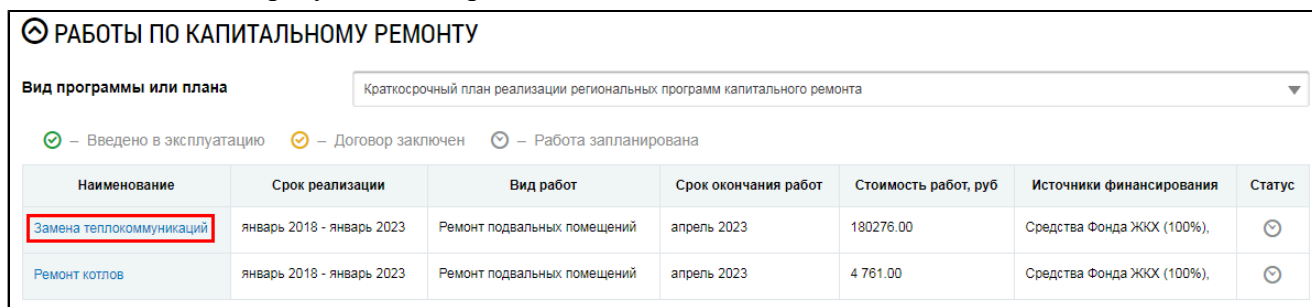 РАБОТЫ ПО КАПИТАЛЬНОМУ РЕМОНТУ
Вид программы или плана Краткосрочный план реализации региональных программ капитального ремонта
– Введено в эксплуатацию – Договор заключен – Работа запланирована
Наименование Срок реализации Вид работ Срок окончания работ Стоимость работ, руб Источники финансирования Статус
Замена теплокоммуникаций январь 2018 - январь 2023 Ремонт подвальных помещений апрель 2023 180276.00 Средства Фонда ЖКХ (100%),
Ремонт котлов январь 2018 - январь 2023 Ремонт подвальных помещений апрель 2023 4 761.00 Средства Фонда ЖКХ (100%),